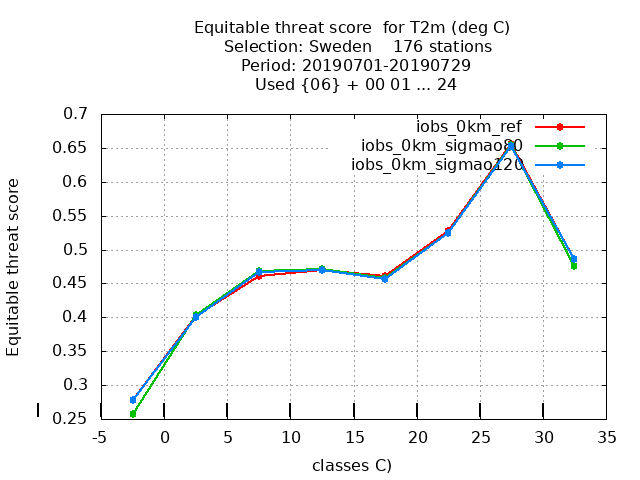 Equitable threat score for T2m (deg C)
Selection: Sweden 176 stations
Period: 20190701-20190729
Used {06} + 00 01 ... 24
Equitable threat score
0.7
0.65
0.6
0.55
0.5
0.45
0.4
0.35
0.3
0.25
iobs_0km_ref
iobs_0km_sigmao80
iobs_0km_sigmao120
-5 0 5 10 15 20 25 30 35
classes C)